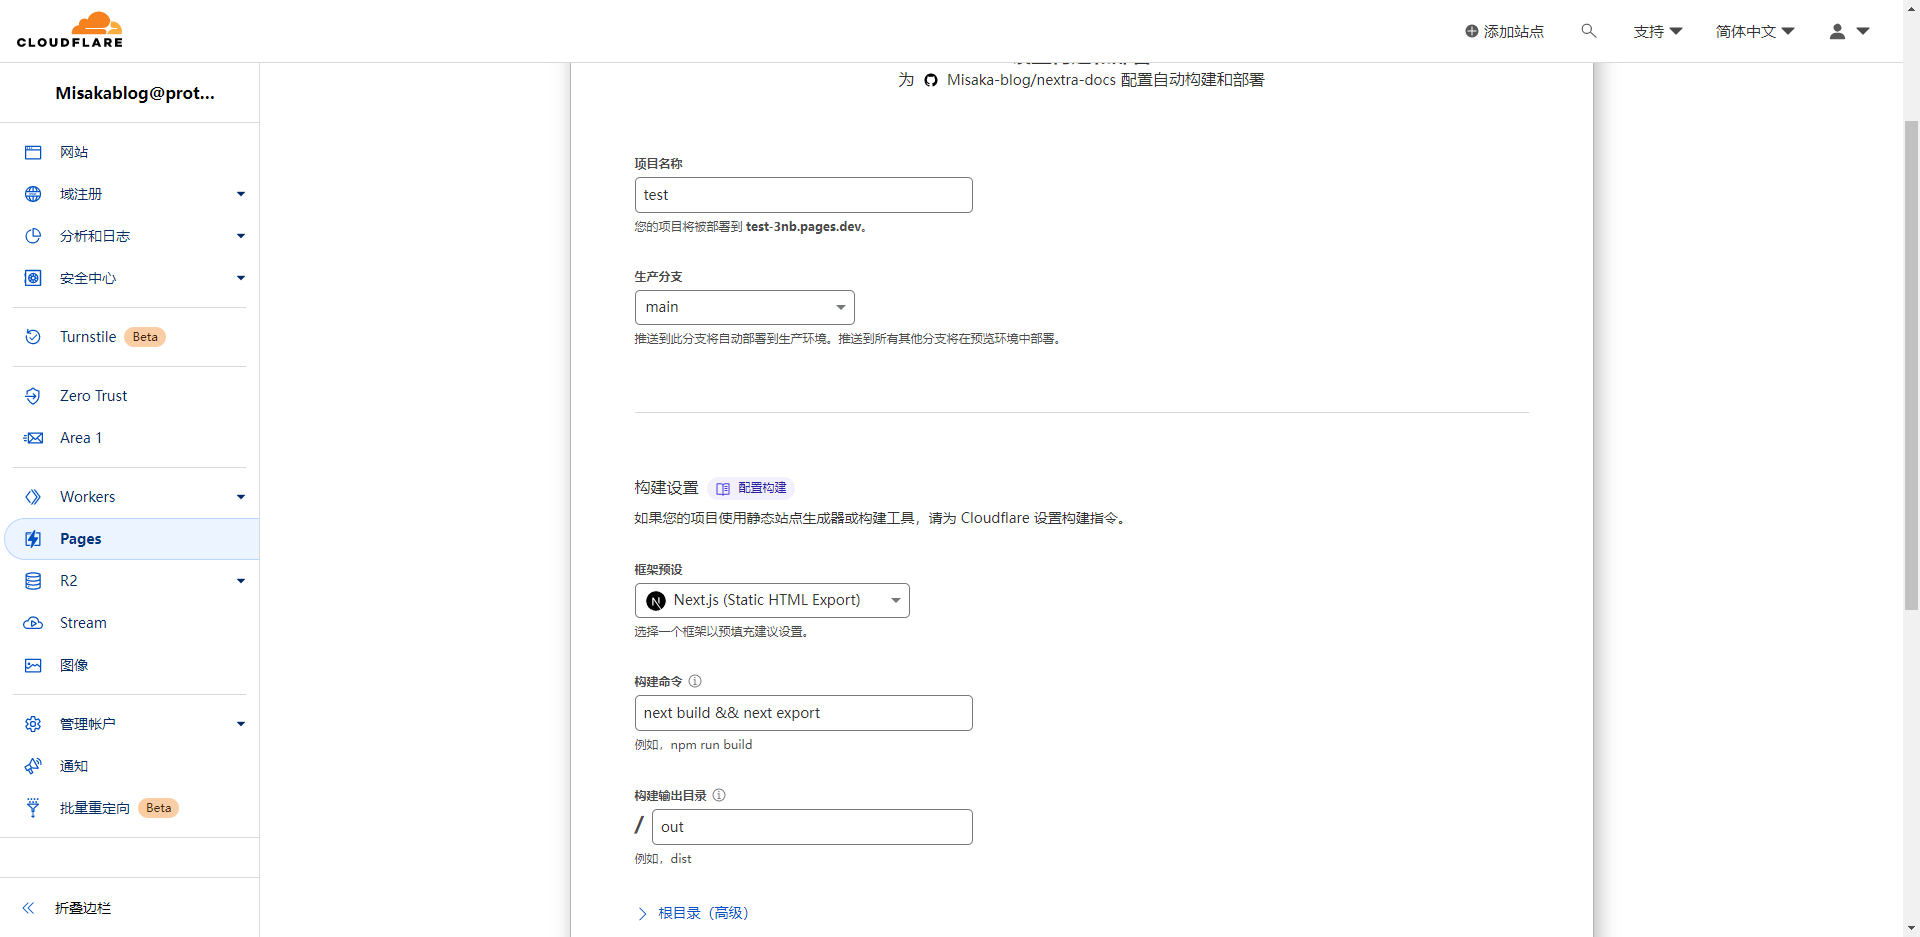 CLOUDFLARE
添加站点
支持
简体中文
Misakablog@prot...
网站
域注册
分析和日志
安全中心
Turnstile Beta
Zero Trust
Area 1
Workers
Pages
R2
Stream
图像
管理帐户
通知
批量重定向 Beta
折叠边栏
为 Misaka-blog/nextra-docs 配置自动构建和部署
项目名称
test
您的项目将被部署到 test-3nb.pages.dev。
生产分支
main
推送到此分支将自动部署到生产环境。推送到所有其他分支将在预览环境中部署。
构建设置 配置构建
如果您的项目使用静态站点生成器或构建工具，请为 Cloudflare 设置构建指令。
框架预设
Next.js (Static HTML Export)
选择一个框架以预填充建议设置。
构建命令
next build && next export
例如，npm run build
构建输出目录
/ out
例如，dist
根目录（高级）